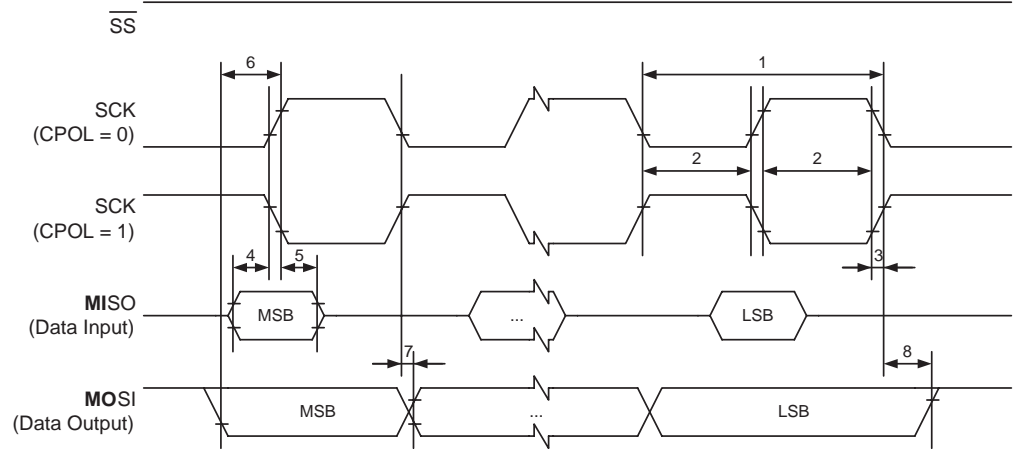 SS
6
1
SCK
(CPOL = 0)
2
2
SCK
(CPOL = 1)
4
5
3
MISO
(Data Input)
MSB
...
LSB
7
8
MOSI
(Data Output)
MSB
...
LSB